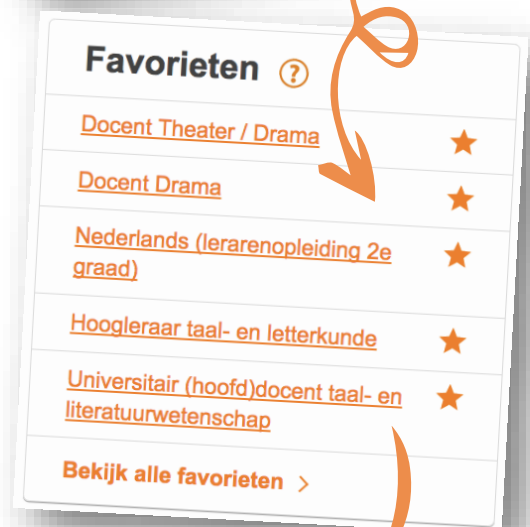 Favorieten ?
Docent Theater / Drama
Docent Drama
Nederlands (lerarenopleiding 2e
graad)
Hoogleraar taal- en letterkunde
Universitair (hoofd)docent taal- en
literatuurwetenschap
Bekijk alle favorieten >